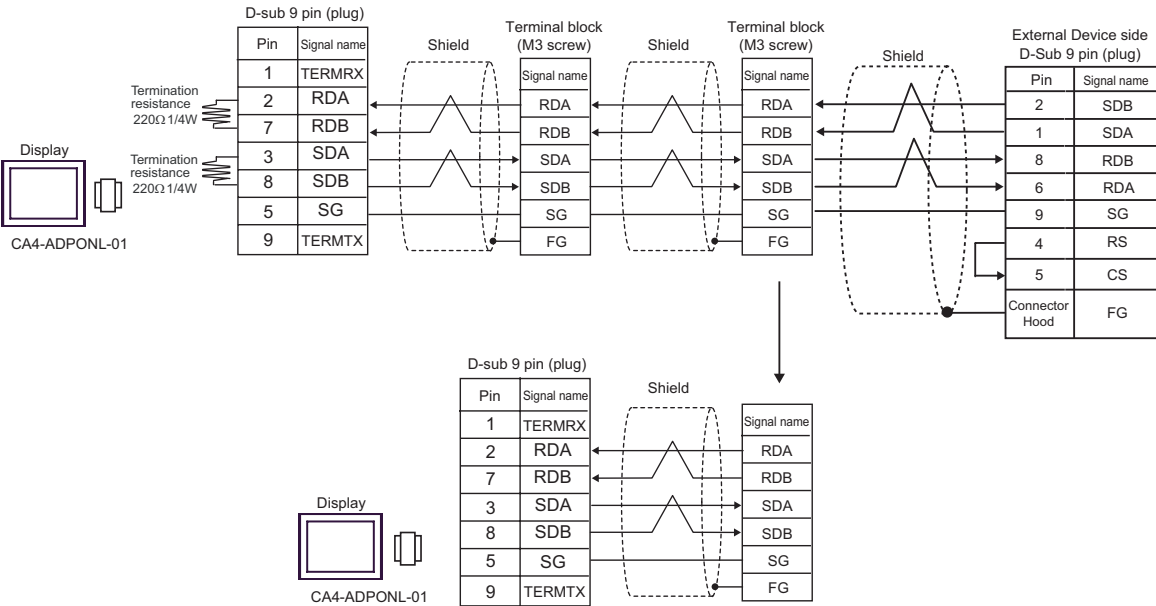 D-sub 9 pin (plug)
Pin Signal name
1 TERMRX
2 RDA
7 RDB
3 SDA
8 SDB
5 SG
9 TERMTX
Termination
resistance
220Ω 1/4W
Termination
resistance
220Ω 1/4W
Display
CA4-ADPONL-01
Shield
Terminal block
(M3 screw)
Signal name
RDA
RDB
SDA
SDB
SG
FG
Shield
Terminal block
(M3 screw)
Signal name
RDA
RDB
SDA
SDB
SG
FG
Shield
External Device side
D-Sub 9 pin (plug)
Pin Signal name
2 SDB
1 SDA
8 RDB
6 RDA
9 SG
4 RS
5 CS
Connector
Hood FG
D-sub 9 pin (plug)
Pin Signal name
1 TERMRX
2 RDA
7 RDB
3 SDA
8 SDB
5 SG
9 TERMTX
Display
CA4-ADPONL-01
Shield
Signal name
RDA
RDB
SDA
SDB
SG
FG